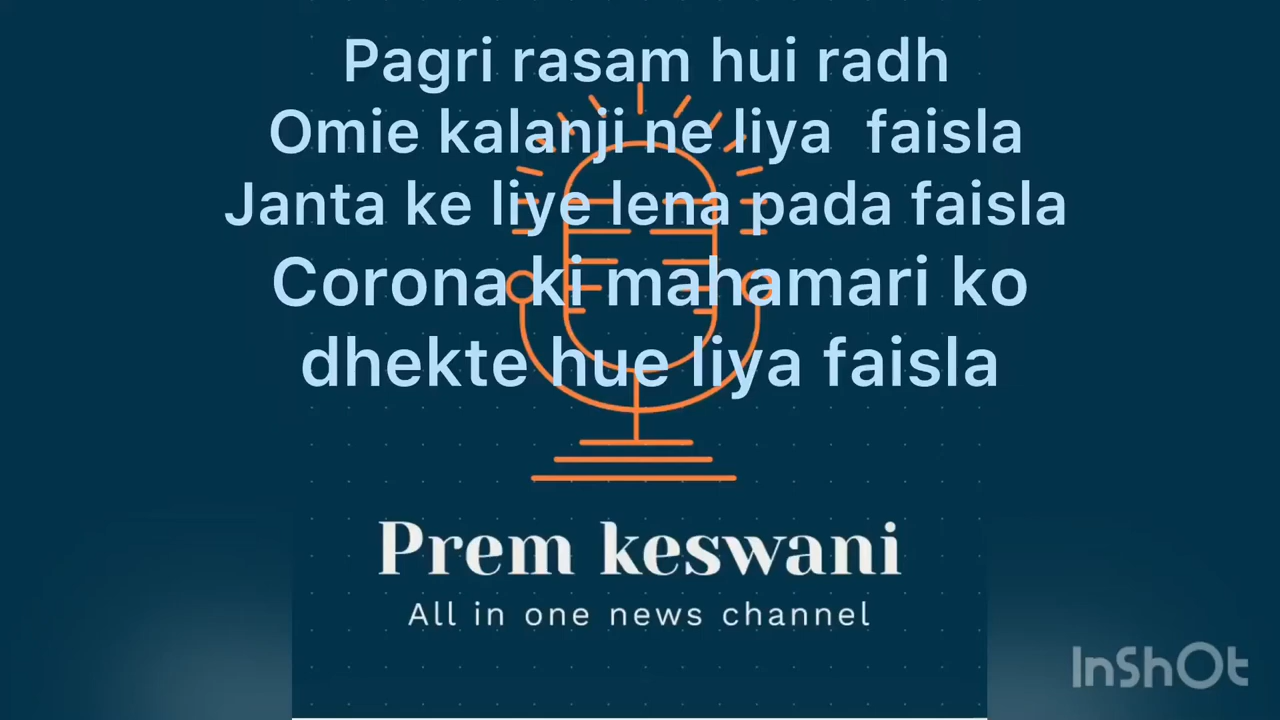 Pagri rasam hui radh
Omie kalanji ne liya faisla
Janta ke liye lena pada faisla
Corona ki mahamari ko
dhekte hue liya faisla
Prem keswani
All in one news channel
InShOt